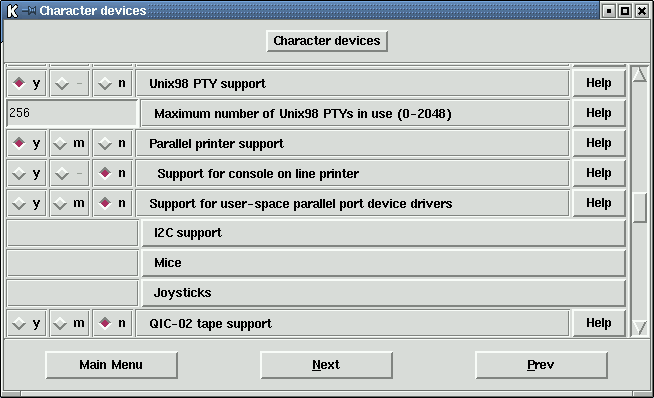 K Character devices
Character devices
y - n Unix98 PTY support Help
256 Maximum number of Unix98 PTYs in use (0-2048) Help
y m n Parallel printer support Help
y - n Support for console on line printer Help
y m n Support for user-space parallel port device drivers Help
I2C support
Mice
Joysticks
y m n QIC-02 tape support Help
Main Menu Next Prev